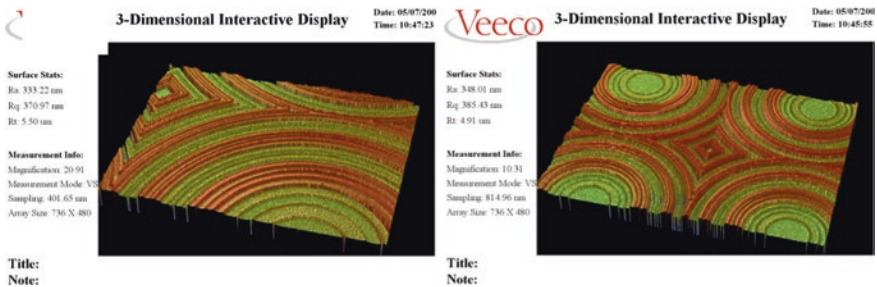 3-Dimensional Interactive Display
Date: 05/07/200
Time: 10:47:23
Surface Stats:
Ra: 333.22 nm
Rq: 370.97 nm
Rt: 5.50 um
Measurement Info:
Magnification: 20.91
Measurement Mode: VS
Sampling: 401.65 nm
Array Size: 736 X 480
Title:
Note:
Veeco
3-Dimensional Interactive Display
Date: 05/07/200
Time: 10:45:55
Surface Stats:
Ra: 348.01 nm
Rq: 385.43 nm
Rt: 4.91 um
Measurement Info:
Magnification: 10.31
Measurement Mode: VS
Sampling: 814.96 nm
Array Size: 736 X 480
Title:
Note: